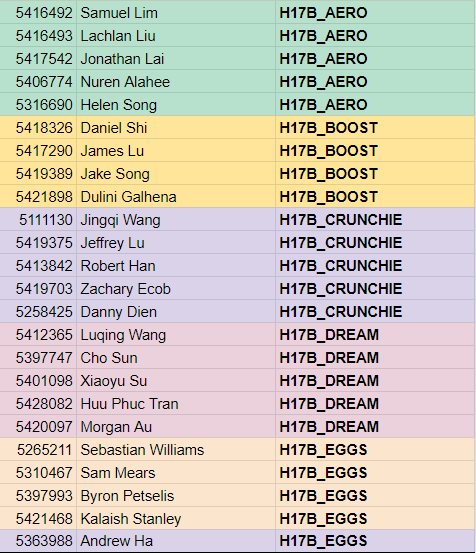 5416492 Samuel Lim H17B_AERO
5416493 Lachlan Liu H17B_AERO
5417542 Jonathan Lai H17B_AERO
5406774 Nuren Alahee H17B_AERO
5316690 Helen Song H17B_AERO
5418326 Daniel Shi H17B_BOOST
5417290 James Lu H17B_BOOST
5419389 Jake Song H17B_BOOST
5421898 Dulini Galhena H17B_BOOST
5111130 Jingqi Wang H17B_CRUNCHIE
5419375 Jeffrey Lu H17B_CRUNCHIE
5413842 Robert Han H17B_CRUNCHIE
5419703 Zachary Ecob H17B_CRUNCHIE
5258425 Danny Dien H17B_CRUNCHIE
5412365 Luqing Wang H17B_DREAM
5397747 Cho Sun H17B_DREAM
5401098 Xiaoyu Su H17B_DREAM
5428082 Huu Phuc Tran H17B_DREAM
5420097 Morgan Au H17B_DREAM
5265211 Sebastian Williams H17B_EGGS
5310467 Sam Mears H17B_EGGS
5397993 Byron Petselis H17B_EGGS
5421468 Kalaish Stanley H17B_EGGS
5363988 Andrew Ha H17B_EGGS